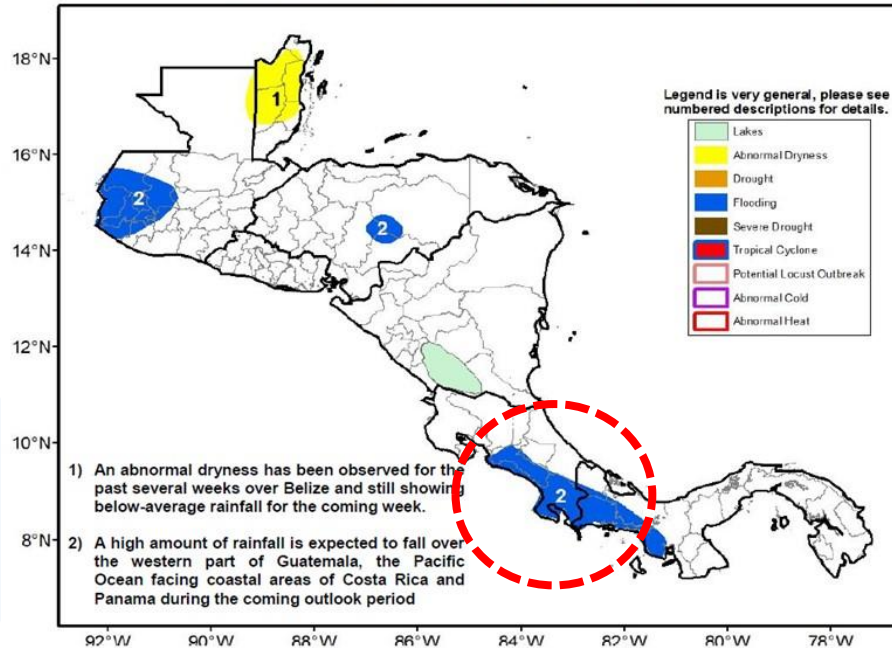 18°N
16°N
14°N
12°N
10°N
8°N
92°W
90°W
88°W
86°W
84°W
82°W
80°W
78°W
1
2
2
2
Legend is very general, please see
numbered descriptions for details.
Lakes
Abnormal Dryness
Drought
Flooding
Severe Drought
Tropical Cyclone
Potential Locust Outbreak
Abnormal Cold
Abnormal Heat
1) An abnormal dryness has been observed for the
past several weeks over Belize and still showing
below-average rainfall for the coming week.
2) A high amount of rainfall is expected to fall over
the western part of Guatemala, the Pacific
Ocean facing coastal areas of Costa Rica and
Panama during the coming outlook period